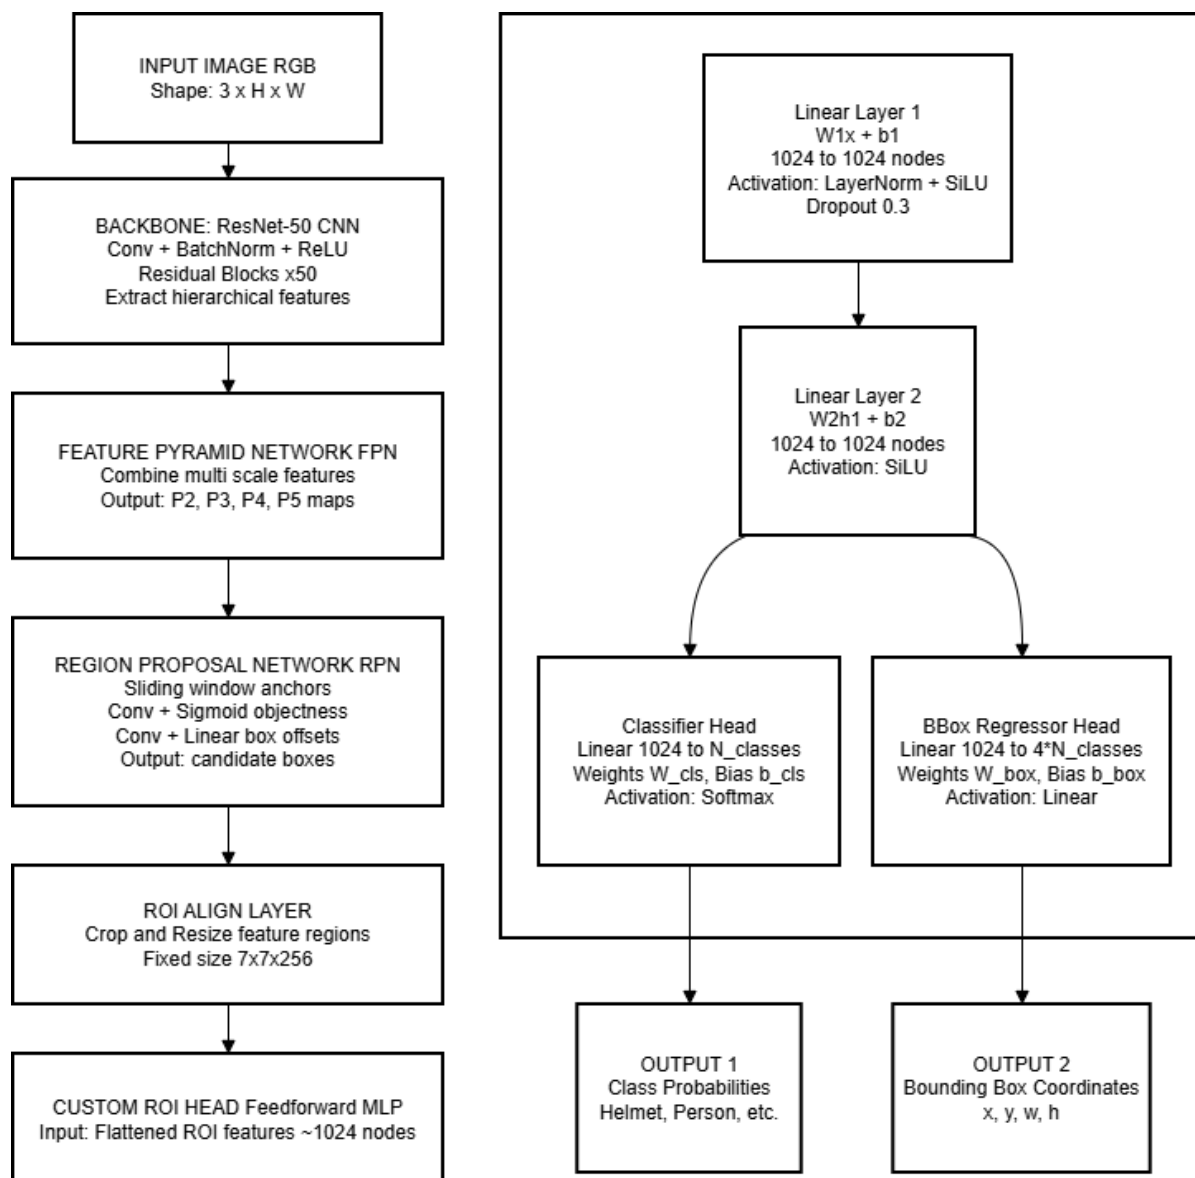 INPUT IMAGE RGB
Shape: 3 x H x W
BACKBONE: ResNet-50 CNN
Conv + BatchNorm + ReLU
Residual Blocks x50
Extract hierarchical features
FEATURE PYRAMID NETWORK FPN
Combine multi scale features
Output: P2, P3, P4, P5 maps
REGION PROPOSAL NETWORK RPN
Sliding window anchors
Conv + Sigmoid objectness
Conv + Linear box offsets
Output: candidate boxes
ROI ALIGN LAYER
Crop and Resize feature regions
Fixed size 7x7x256
CUSTOM ROI HEAD Feedforward MLP
Input: Flattened ROI features ~1024 nodes
Linear Layer 1
W1x + b1
1024 to 1024 nodes
Activation: LayerNorm + SiLU
Dropout 0.3
Linear Layer 2
W2h1 + b2
1024 to 1024 nodes
Activation: SiLU
Classifier Head
Linear 1024 to N_classes
Weights W_cls, Bias b_cls
Activation: Softmax
BBox Regressor Head
Linear 1024 to 4*N_classes
Weights W_box, Bias b_box
Activation: Linear
OUTPUT 1
Class Probabilities
Helmet, Person, etc.
OUTPUT 2
Bounding Box Coordinates
x, y, w, h